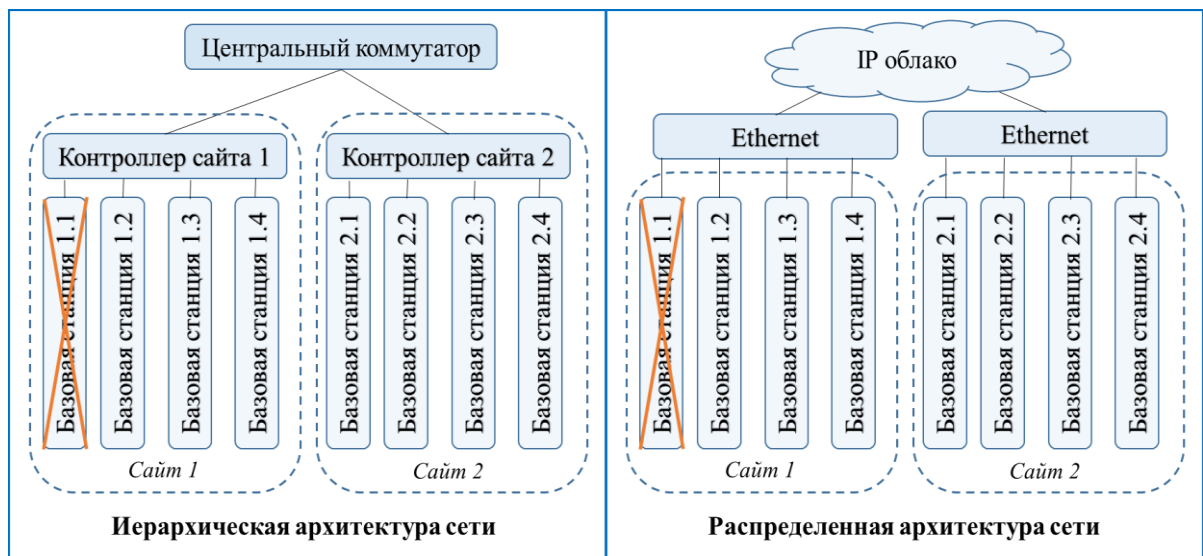 Центральный коммутатор
Контроллер сайта 1
Контроллер сайта 2
Базовая станция 1.1
Базовая станция 1.2
Базовая станция 1.3
Базовая станция 1.4
Базовая станция 2.1
Базовая станция 2.2
Базовая станция 2.3
Базовая станция 2.4
Сайт 1
Сайт 2
Иерархическая архитектура сети
IP облако
Ethernet
Ethernet
Базовая станция 1.1
Базовая станция 1.2
Базовая станция 1.3
Базовая станция 1.4
Базовая станция 2.1
Базовая станция 2.2
Базовая станция 2.3
Базовая станция 2.4
Сайт 1
Сайт 2
Распределенная архитектура сети